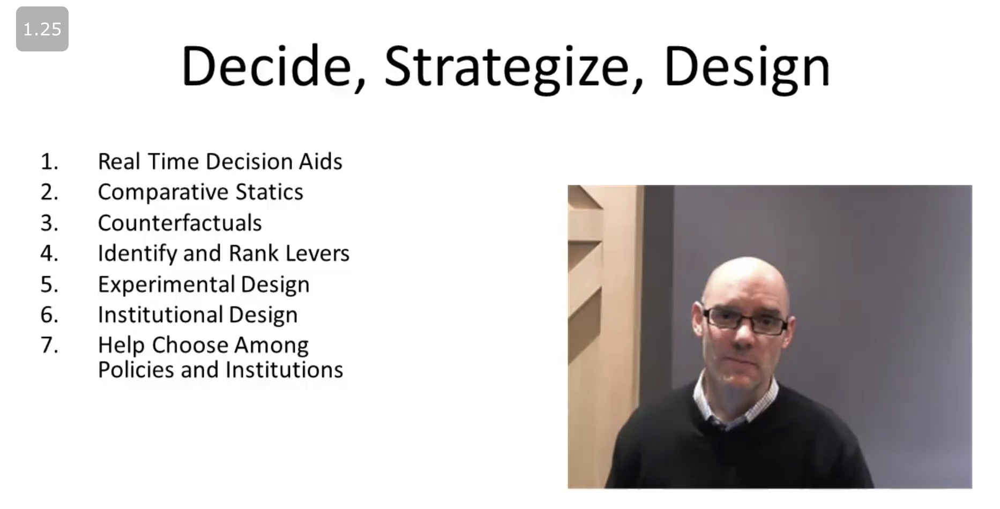 1.25
Decide, Strategize, Design
1. Real Time Decision Aids
2. Comparative Statics
3. Counterfactuals
4. Identify and Rank Levers
5. Experimental Design
6. Institutional Design
7. Help Choose Among
Policies and Institutions